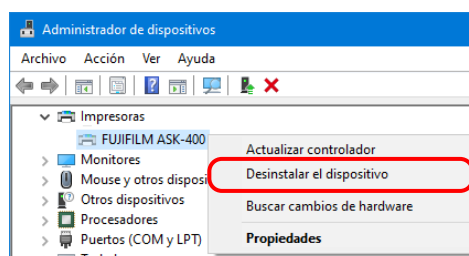 Administrador de dispositivos
Archivo Acción Ver Ayuda
Impresoras
FUJIFILM ASK-400
Actualizar controlador
Monitores
Desinstalar el dispositivo
Mouse y otros disposi
Otros dispositivos
Buscar cambios de hardware
Procesadores
Puertos (COM y LPT)
Propiedades